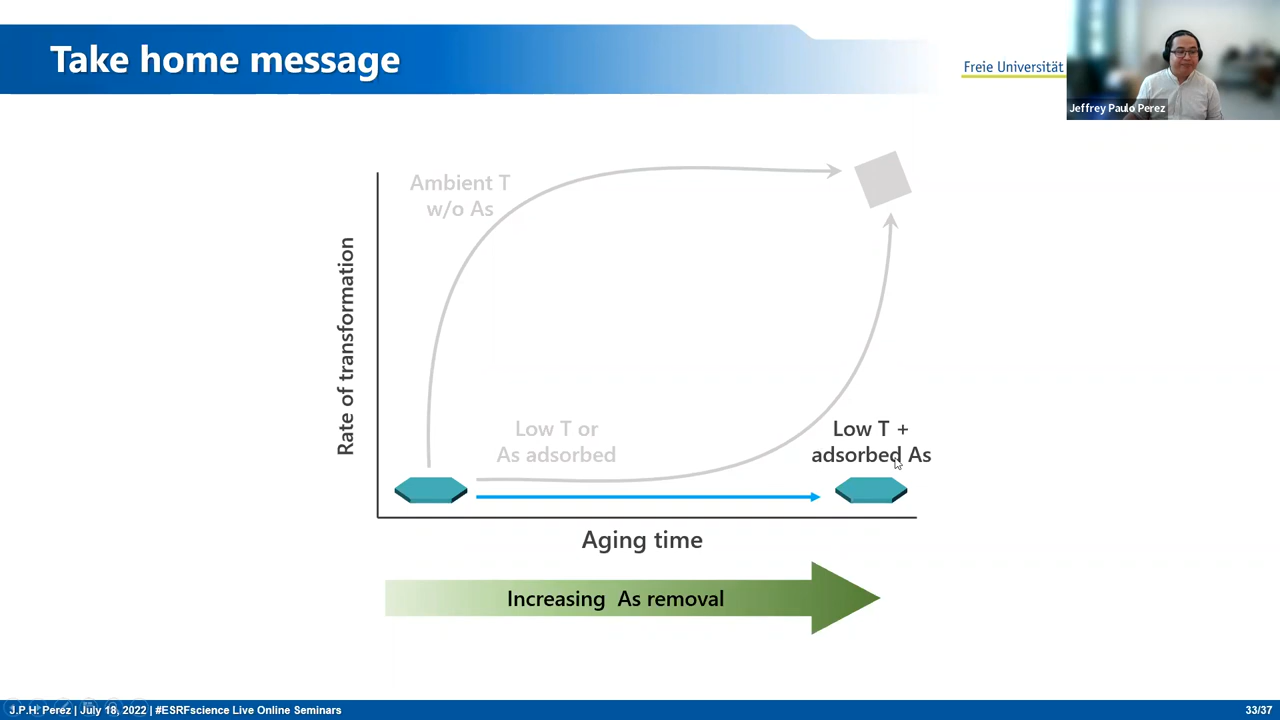 Take home message
Freie Universität
Jeffrey Paulo Perez
Ambient T
w/o As
Rate of transformation
Low T or
As adsorbed
Low T +
adsorbed As
Aging time
Increasing As removal
J.P.H. Perez | July 18, 2022 | #ESRFscience Live Online Seminars
33/37